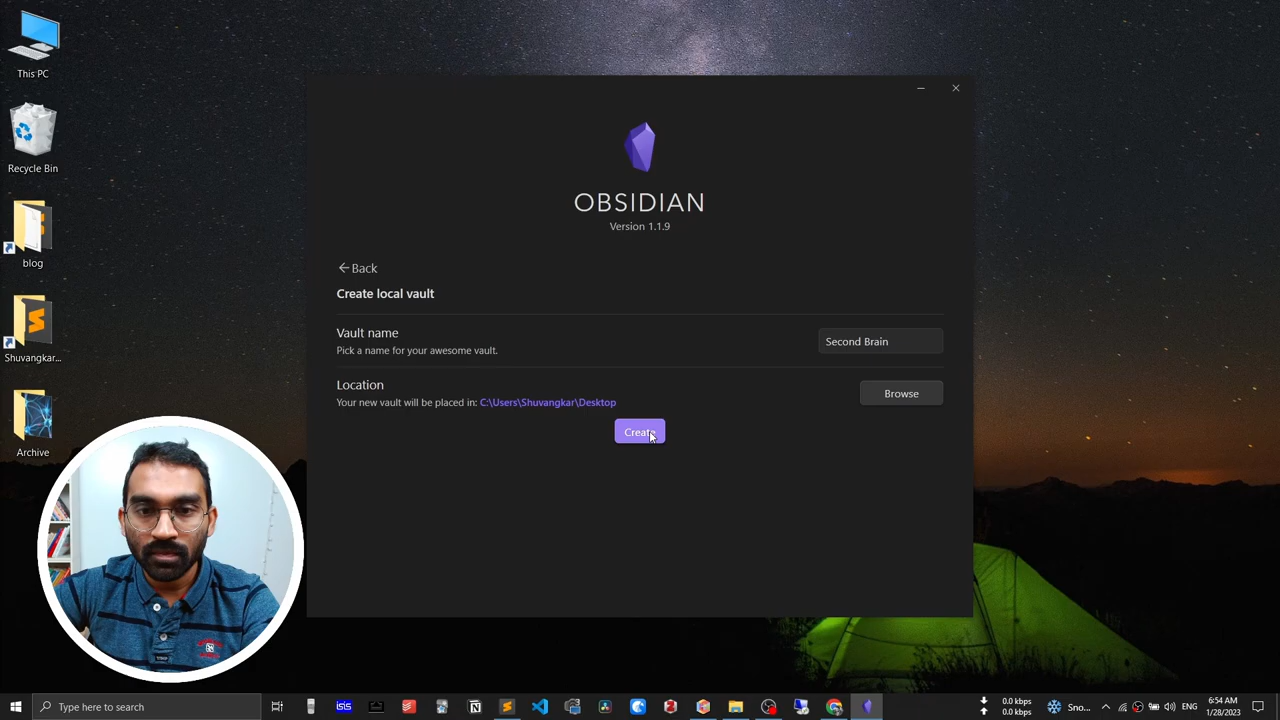 This PC
Recycle Bin
blog
Shuvangkar...
Archive
OBSIDIAN
Version 1.1.9
Back
Create local vault
Vault name
Pick a name for your awesome vault.
Second Brain
Location
Your new vault will be placed in: C:\Users\Shuvangkar\Desktop
Browse
Create
Type here to search
isis
0.0 kbps
0.0 kbps
Sno...
ENG
6:54 AM
1/28/2023